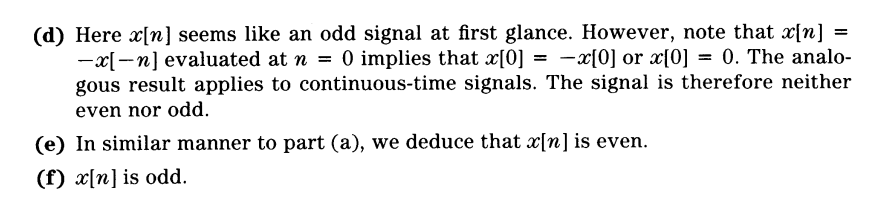 (d) Here x[n] seems like an odd signal at first glance. However, note that x[n] =
−x[−n] evaluated at n = 0 implies that x[0] = −x[0] or x[0] = 0. The analo-
gous result applies to continuous-time signals. The signal is therefore neither
even nor odd.
(e) In similar manner to part (a), we deduce that x[n] is even.
(f) x[n] is odd.